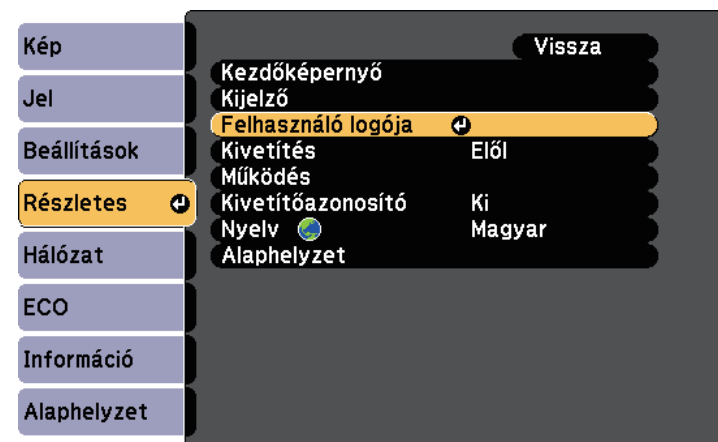 Kép
Jel
Beállítások
Részletes
Hálózat
ECO
Információ
Alaphelyzet
Vissza
Kezdőképernyő
Kijelző
Felhasználó logója
Kivetítés Elől
Működés
Kivetítőazonosító Ki
Nyelv Magyar
Alaphelyzet